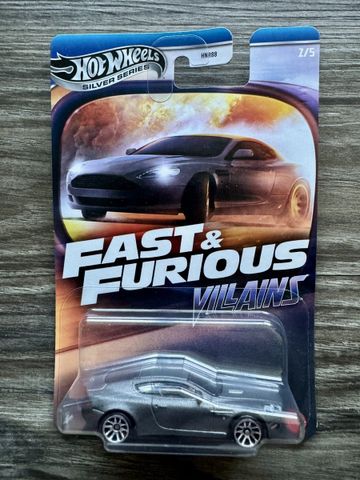 HOT WHEELS
SILVER SERIES
HNR88
2/5
FAST &
FURIOUS
VILLAINS